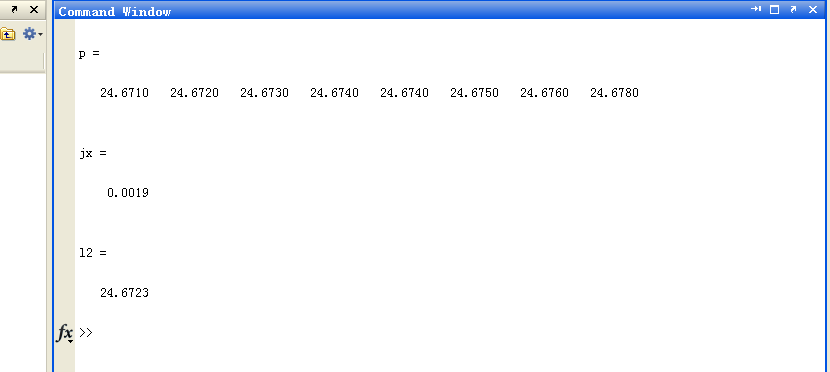 Command Window
p =
24.6710 24.6720 24.6730 24.6740 24.6740 24.6750 24.6760 24.6780
jx =
0.0019
l2 =
24.6723
fx >>